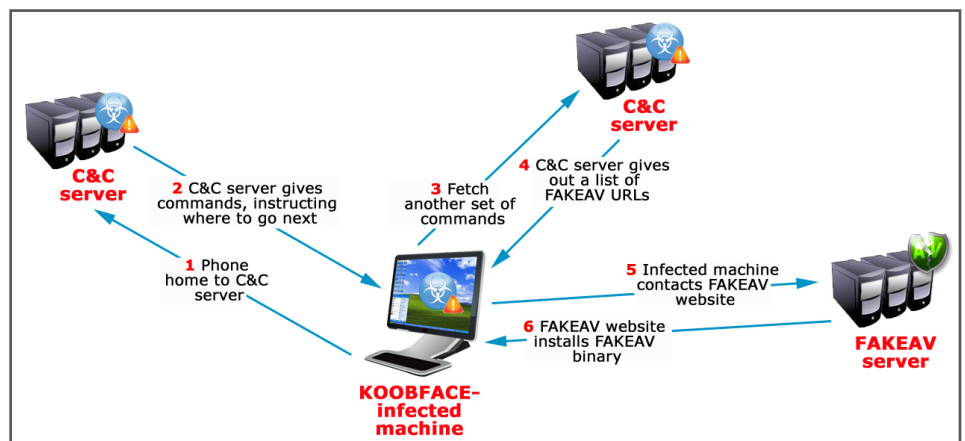 C&C
server
C&C
server
2 C&C server gives
commands, instructing
where to go next
3 Fetch
another set of
commands
4 C&C server gives
out a list of
FAKEAV URLs
1 Phone
home to C&C
server
5 Infected machine
contacts FAKEAV
website
AV
6 FAKEAV website
installs FAKEAV
binary
FAKEAV
server
KOOBFACE-
infected
machine